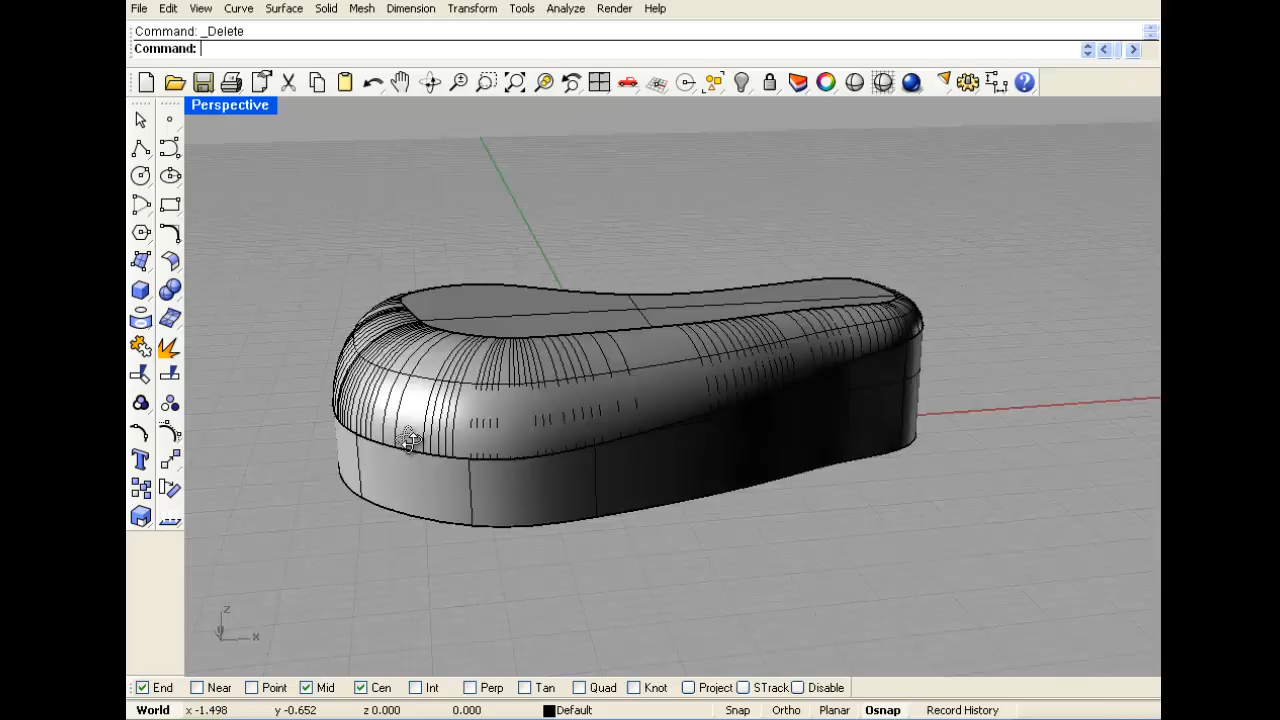 File Edit View Curve Surface Solid Mesh Dimension Transform Tools Analyze Render Help
Command: _Delete
Command:
Perspective
z
y x
End Near Point Mid Cen Int Perp Tan Quad Knot Project STrack Disable
World x -1.498 y -0.652 z 0.000 0.000 Default Snap Ortho Planar Osnap Record History